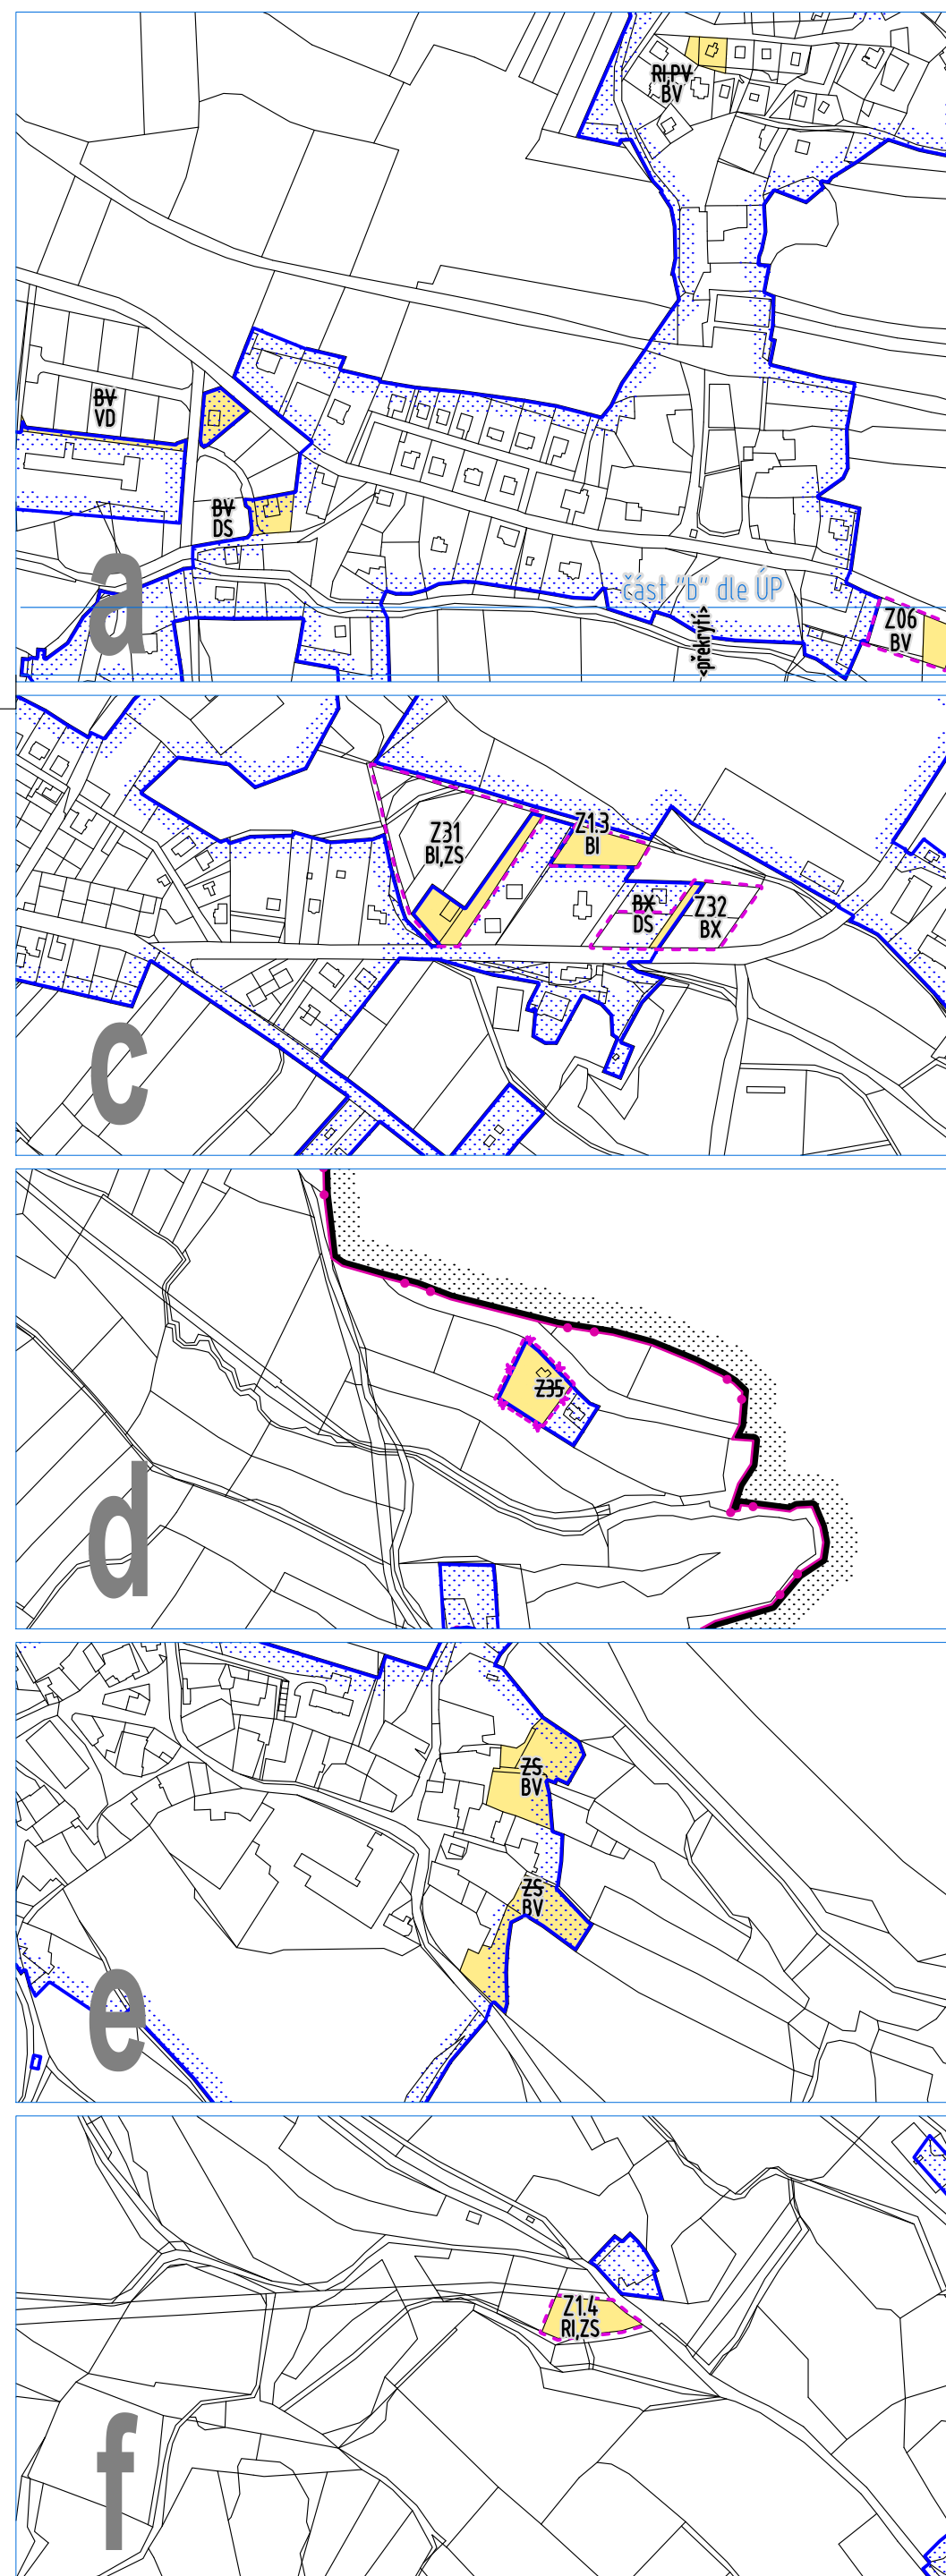 RI,PV
BV
BV
VD
BV
DS
část "b" dle ÚP
<překrytí>
Z06
BV
a
Z31
BI,ZS
Z1.3
BI
BX
DS
Z32
BX
c
Z35
d
ZS
BV
ZS
BV
e
Z1.4
RI,ZS
f